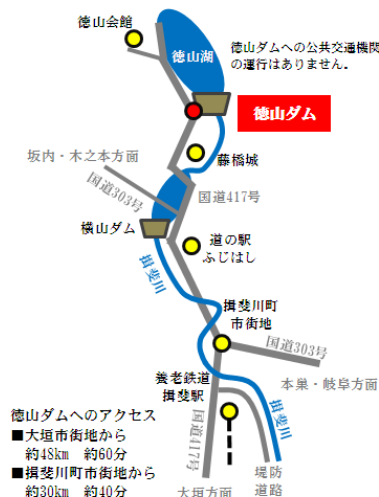 徳山会館
徳山湖
徳山ダムへの公共交通機関
の運行はありません。
徳山ダム
藤橋城
坂内・木之本方面
国道303号
国道417号
横山ダム
道の駅
ふじはし
揖斐川
揖斐川町
市街地
国道303号
本巣・岐阜方面
養老鉄道
揖斐駅
揖斐川
国道417号
徳山ダムへのアクセス
■大垣市街地から
約48km 約60分
■揖斐川町市街地から
約30km 約40分
大垣方面
堤防
道路